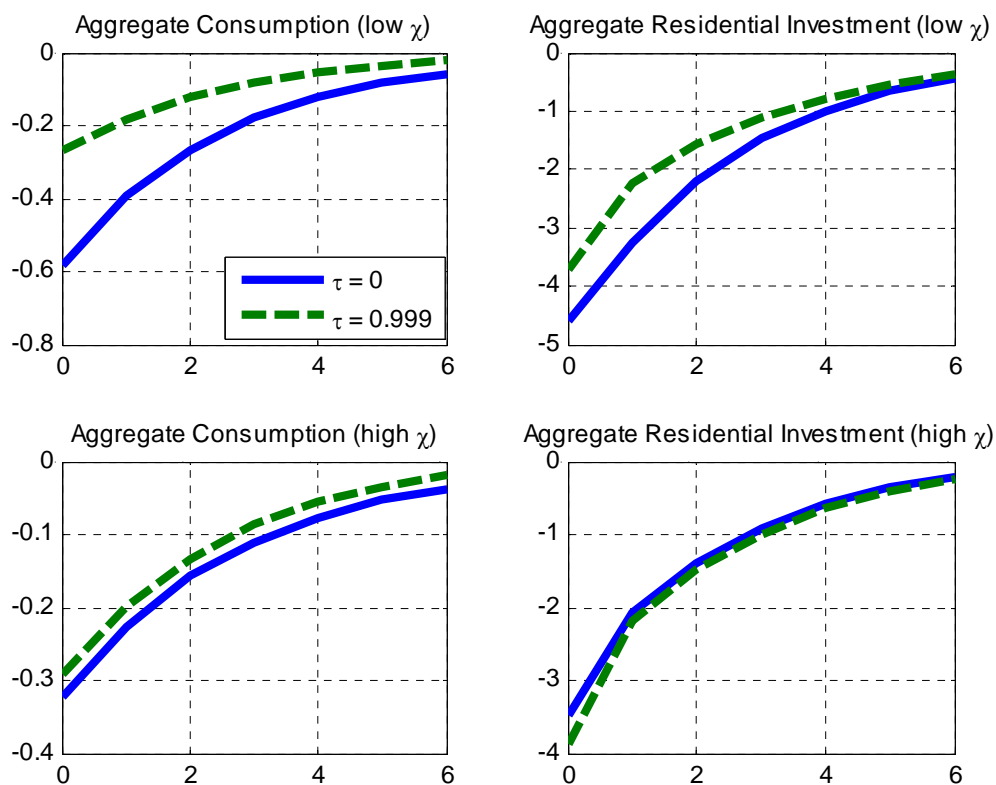 Aggregate Consumption (low χ)
0
-0.2
-0.4
-0.6
-0.8
0 2 4 6
τ = 0
τ = 0.999
Aggregate Residential Investment (low χ)
0
-1
-2
-3
-4
-5
0 2 4 6
Aggregate Consumption (high χ)
0
-0.1
-0.2
-0.3
-0.4
0 2 4 6
Aggregate Residential Investment (high χ)
0
-1
-2
-3
-4
0 2 4 6